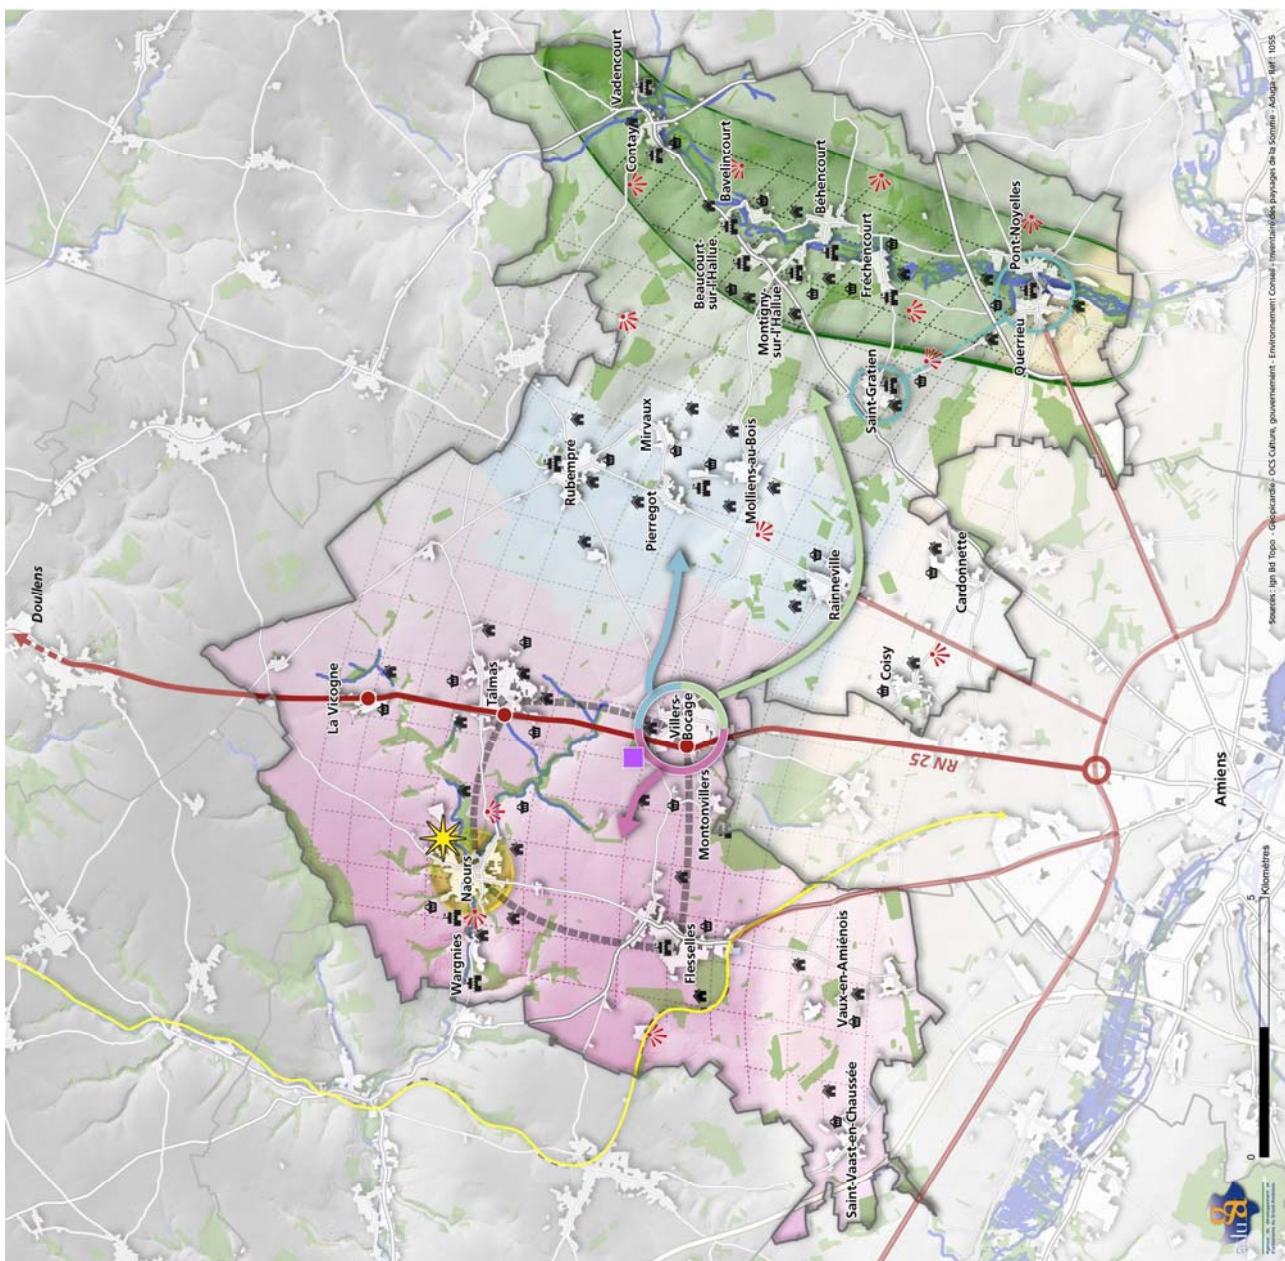 Doullens
La Vicogne
Talmas
Naours
Wargnies
Villers-
Bocage
Montonvillers
Flesselles
Vaux-en-Amiénois
Saint-Vaast-en-Chaussée
Rubempré
Mirvaux
Pierregot
Molliens-au-Bois
Rainneville
Coisy
Cardonnette
Saint-Gratien
Querrieu
Pont-Noyelles
Fréchencourt
Béhencourt
Montigny
sur-l'Hallue
Beaucourt
sur-l'Hallue
Bavelincourt
Contay
Vadencourt
RN 25
Amiens
0
5
Kilomètres
Sources : Ign Bd Topo - Geopicardie - OCS Culture, gouvernement - Environnement Conseil - Inventaire des paysages de la Somme - Aduga - Réf : 1055